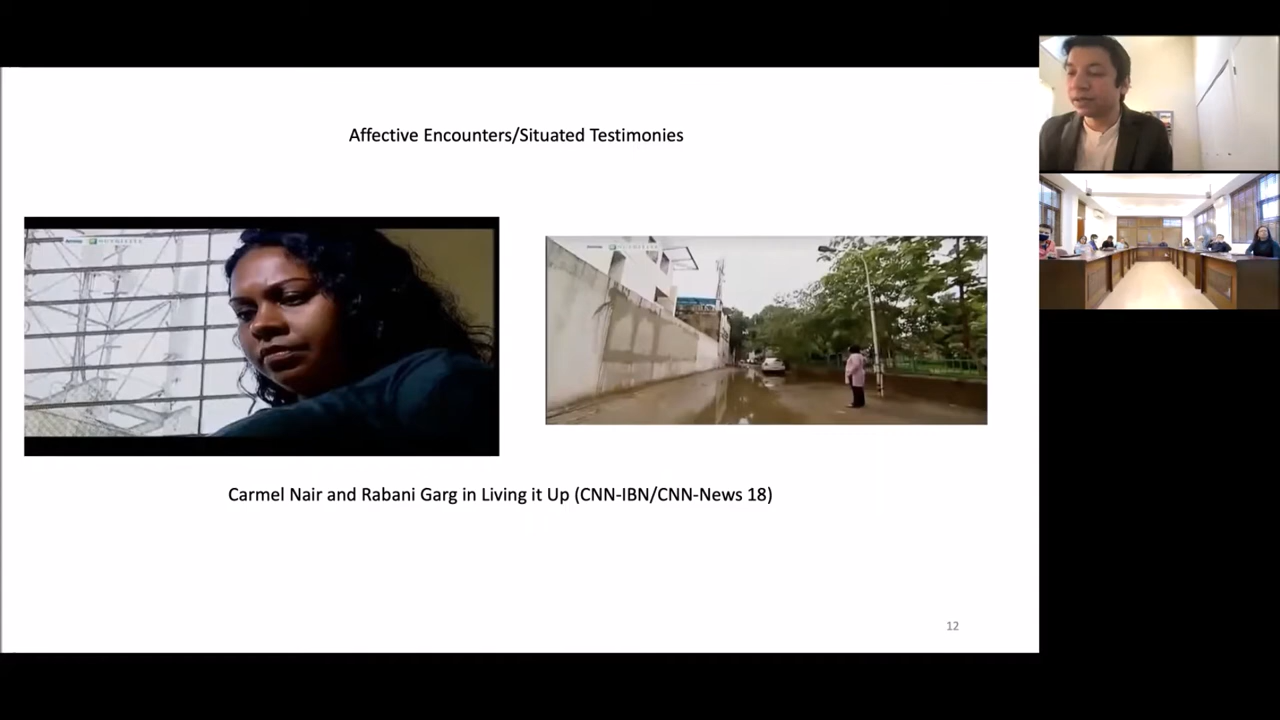 Affective Encounters/Situated Testimonies
Carmel Nair and Rabani Garg in Living it Up (CNN-IBN/CNN-News 18)
12